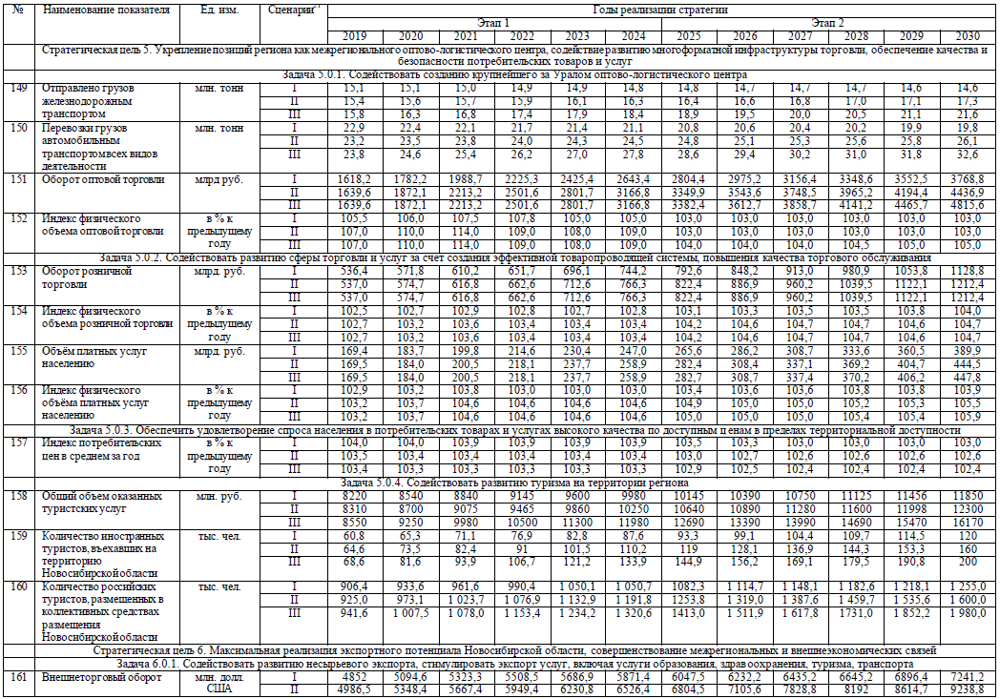 № Наименование показателя Ед. изм. Сценарии Годы реализации стратегии
Этап 1 Этап 2
2019 2020 2021 2022 2023 2024 2025 2026 2027 2028 2029 2030
Стратегическая цель 5. Укрепление позиций региона как межрегионального оптово-логистического центра, содействие развитию многоформатной инфраструктуры торговли, обеспечение качества и
безопасности потребительских товаров и услуг
Задача 5.0.1. Содействовать созданию крупнейшего за Уралом оптово-логистического центра
149 Отправлено грузов млн. тонн I 15,1 15,1 15,0 14,9 14,9 14,8 14,8 14,7 14,7 14,7 14,6 14,6
железнодорожным II 15,4 15,6 15,7 15,9 16,1 16,3 16,4 16,6 16,8 17,0 17,1 17,3
транспортом III 15,8 16,3 16,8 17,4 17,9 18,4 18,9 19,5 20,0 20,5 21,1 21,6
150 Перевозки грузов млн. тонн I 22,9 22,4 22,1 21,7 21,4 21,1 20,8 20,6 20,4 20,2 19,9 19,8
автомобильным II 23,2 23,5 23,8 24,0 24,3 24,5 24,8 25,1 25,3 25,6 25,8 26,1
транспортом всех видов III 23,8 24,6 25,4 26,2 27,0 27,8 28,6 29,4 30,2 31,0 31,8 32,6
деятельности
151 Оборот оптовой торговли млрд руб. I 1618,2 1782,2 1988,7 2225,3 2425,4 2643,4 2804,4 2975,2 3156,4 3348,6 3552,5 3768,8
II 1639,6 1872,1 2213,2 2501,6 2801,7 3166,8 3349,9 3543,6 3748,5 3965,2 4194,4 4436,9
III 1639,6 1872,1 2213,2 2501,6 2801,7 3166,8 3382,4 3612,7 3858,7 4141,2 4465,7 4815,6
152 Индекс физического в % к I 105,5 106,0 107,5 107,8 105,0 105,0 103,0 103,0 103,0 103,0 103,0 103,0
объема оптовой торговли предыдущему II 107,0 110,0 114,0 109,0 108,0 109,0 103,0 103,0 103,0 103,0 103,0 103,0
году III 107,0 110,0 114,0 109,0 108,0 109,0 104,0 104,0 104,0 104,5 105,0 105,0
Задача 5.0.2. Содействовать развитию сферы торговли и услуг за счет создания эффективной товаропроводящей системы, повышения качества торгового обслуживания
153 Оборот розничной млрд. руб. I 536,4 571,8 610,2 651,7 696,1 744,2 792,6 848,2 913,0 980,9 1053,8 1128,8
торговли II 537,0 574,7 616,8 662,6 712,6 766,3 822,4 886,9 960,2 1039,5 1122,1 1212,4
III 537,0 574,7 616,8 662,6 712,6 766,3 822,4 886,9 960,2 1039,5 1122,1 1212,4
154 Индекс физического в % к I 102,5 102,7 102,9 102,8 102,7 102,8 103,1 103,3 103,5 103,5 103,8 104,0
объема розничной торговли предыдущему II 102,7 103,2 103,6 103,4 103,4 103,4 104,2 104,6 104,7 104,7 104,6 104,7
году III 102,7 103,2 103,6 103,4 103,4 103,4 104,2 104,6 104,7 104,7 104,6 104,7
155 Объём платных услуг млрд. руб. I 169,4 183,7 199,8 214,6 230,4 247,0 265,6 286,2 308,7 333,6 360,5 389,9
населению II 169,5 184,0 200,5 218,1 237,7 258,9 282,4 308,4 337,1 369,2 404,7 444,5
III 169,5 184,0 200,5 218,1 237,7 258,9 282,7 308,7 337,4 370,2 406,2 447,8
156 Индекс физического в % к I 102,9 103,2 103,8 103,0 103,0 103,0 103,4 103,6 103,6 103,8 103,8 103,9
объёма платных услуг предыдущему II 103,2 103,7 104,6 104,6 104,6 104,6 104,9 105,0 105,0 105,2 105,3 105,5
населению году III 103,2 103,7 104,6 104,6 104,6 104,6 105,0 105,0 105,0 105,4 105,4 105,9
Задача 5.0.3. Обеспечить удовлетворение спроса населения в потребительских товарах и услугах высокого качества по доступным ценам в пределах территориальной доступности
157 Индекс потребительских в % к I 104,0 104,0 103,9 103,9 103,9 103,9 103,5 103,3 103,0 103,0 103,0 103,0
цен в среднем за год предыдущему II 103,5 103,4 103,4 103,4 103,4 103,4 103,0 102,7 102,6 102,6 102,6 102,6
году III 103,4 103,3 103,3 103,3 103,3 103,3 102,9 102,5 102,4 102,4 102,4 102,4
Задача 5.0.4. Содействовать развитию туризма на территории региона
158 Общий объем оказанных млн. руб. I 8220 8540 8840 9145 9600 9980 10145 10390 10750 11125 11456 11850
туристских услуг II 8310 8700 9075 9465 9860 10250 10640 10890 11280 11600 11998 12300
III 8550 9250 9980 10500 11300 11980 12690 13390 13990 14690 15470 16170
159 Количество иностранных тыс. чел. I 60,8 65,3 71,1 76,9 82,8 87,6 93,3 99,1 104,4 109,7 114,5 120
туристов, въехавших на II 64,6 73,5 82,4 91 101,5 110,2 119 128,1 136,9 144,3 153,3 160
территорию III 68,6 81,6 93,9 106,7 121,2 133,9 144,9 156,2 169,1 179,5 190,8 200
Новосибирской области
160 Количество российских тыс. чел. I 906,4 933,6 961,6 990,4 1 050,1 1 050,7 1082,3 1 114,7 1 148,1 1 182,6 1 218,1 1 255,0
туристов, размещенных в II 925,0 973,1 1 023,7 1 076,9 1 132,9 1 191,8 1253,8 1 319,0 1 387,6 1 459,7 1 535,6 1 600,0
коллективных средствах III 941,6 1 007,5 1 078,0 1 153,4 1 234,2 1 320,6 1413,0 1 511,9 1 617,8 1731,0 1 852,2 1 980,0
размещения
Новосибирской области
Стратегическая цель 6. Максимальная реализация экспортного потенциала Новосибирской области, совершенствование межрегиональных и внешнеэкономических связей
Задача 6.0.1. Содействовать развитию несырьевого экспорта, стимулировать экспорт услуг, включая услуги образования, здравоохранения, туризма, транспорта
161 Внешнеторговый оборот млн. долл. I 4852 5094,6 5323,3 5508,5 5686,9 5871,4 6047,5 6232,2 6435,2 6645,2 6896,4 7241,2
США II 4986,5 5348,4 5667,4 5949,4 6230,8 6526,4 6804,5 7105,6 7828,8 8192 8614,7 9238,8